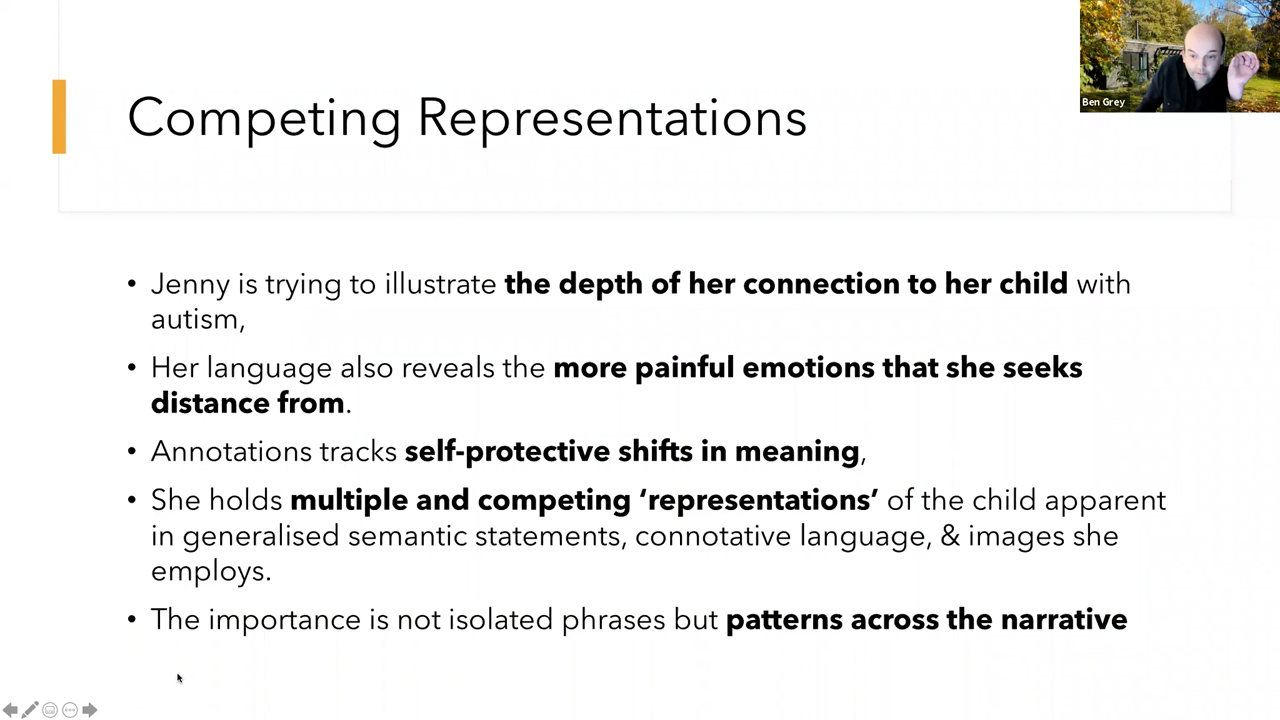 Competing Representations
Ben Grey
• Jenny is trying to illustrate the depth of her connection to her child with
autism,
• Her language also reveals the more painful emotions that she seeks
distance from.
• Annotations tracks self-protective shifts in meaning,
• She holds multiple and competing ‘representations’ of the child apparent
in generalised semantic statements, connotative language, & images she
employs.
• The importance is not isolated phrases but patterns across the narrative